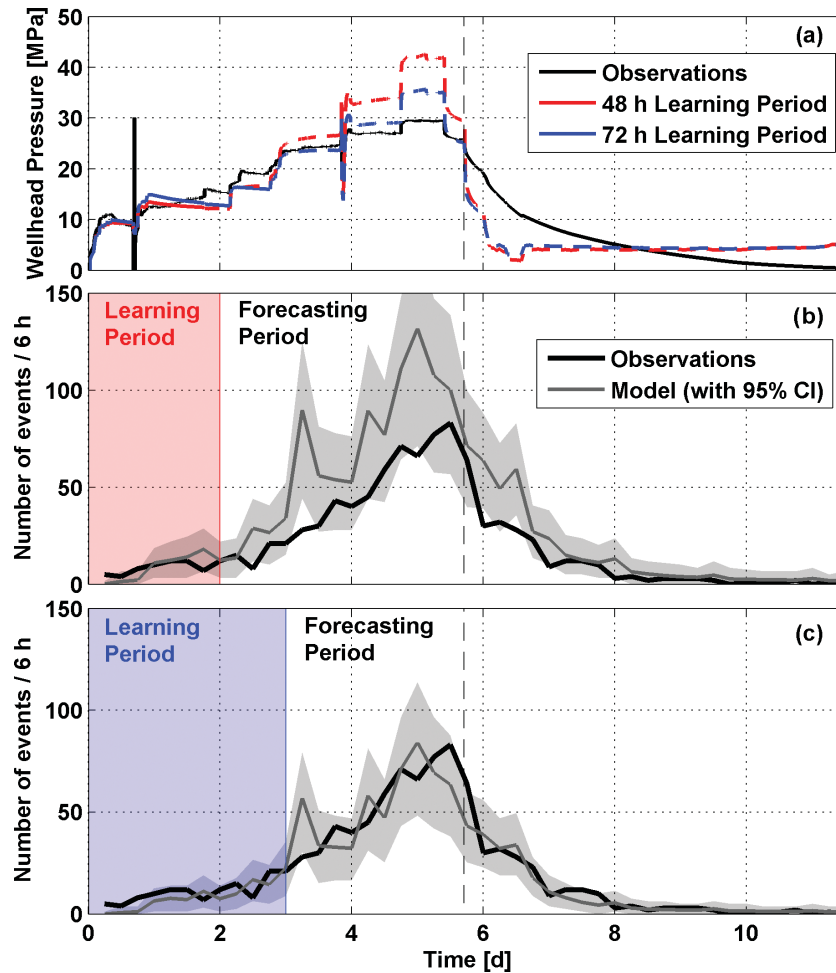 50
40
30
20
10
0
Wellhead Pressure [MPa]
(a)
Observations
48 h Learning Period
72 h Learning Period
150
100
50
0
Number of events / 6 h
Learning
Period
Forecasting
Period
(b)
Observations
Model (with 95% CI)
150
100
50
0
Number of events / 6 h
Learning
Period
Forecasting
Period
(c)
0 2 4 6 8 10
Time [d]